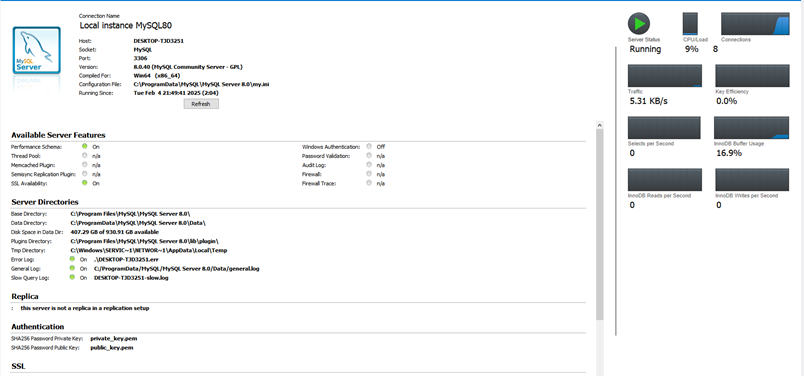 Connection Name
Local instance MySQL80
MySQL
Server
Host: DESKTOP-TJD3251
Socket: MySQL
Port: 3306
Version: 8.0.40 (MySQL Community Server - GPL)
Compiled For: Win64 (x86_64)
Configuration File: C:\ProgramData\MySQL\MySQL Server 8.0\my.ini
Running Since: Tue Feb 4 21:49:41 2025 (2:04)
Refresh
Available Server Features
Performance Schema: On Windows Authentication: Off
Thread Pool: n/a Password Validation: n/a
Memcached Plugin: n/a Audit Log: n/a
Semisync Replication Plugin: n/a Firewall: n/a
SSL Availability: On Firewall Trace: n/a
Server Directories
Base Directory: C:\Program Files\MySQL\MySQL Server 8.0\
Data Directory: C:\ProgramData\MySQL\MySQL Server 8.0\Data\
Disk Space in Data Dir: 407.29 GB of 930.91 GB available
Plugins Directory: C:\Program Files\MySQL\MySQL Server 8.0\lib\plugin\
Tmp Directory: C:\Windows\SERVIC~1\NETWOR~1\AppData\Local\Temp
Error Log: On .\DESKTOP-TJD3251.err
General Log: On C:/ProgramData/MySQL/MySQL Server 8.0/Data/general.log
Slow Query Log: On DESKTOP-TJD3251-slow.log
Replica
: this server is not a replica in a replication setup
Authentication
SHA256 Password Private Key: private_key.pem
SHA256 Password Public Key: public_key.pem
SSL
Server Status CPU/Load Connections
Running 9% 8
Traffic Key Efficiency
5.31 KB/s 0.0%
Selects per Second InnoDB Buffer Usage
0 16.9%
InnoDB Reads per Second InnoDB Writes per Second
0 0